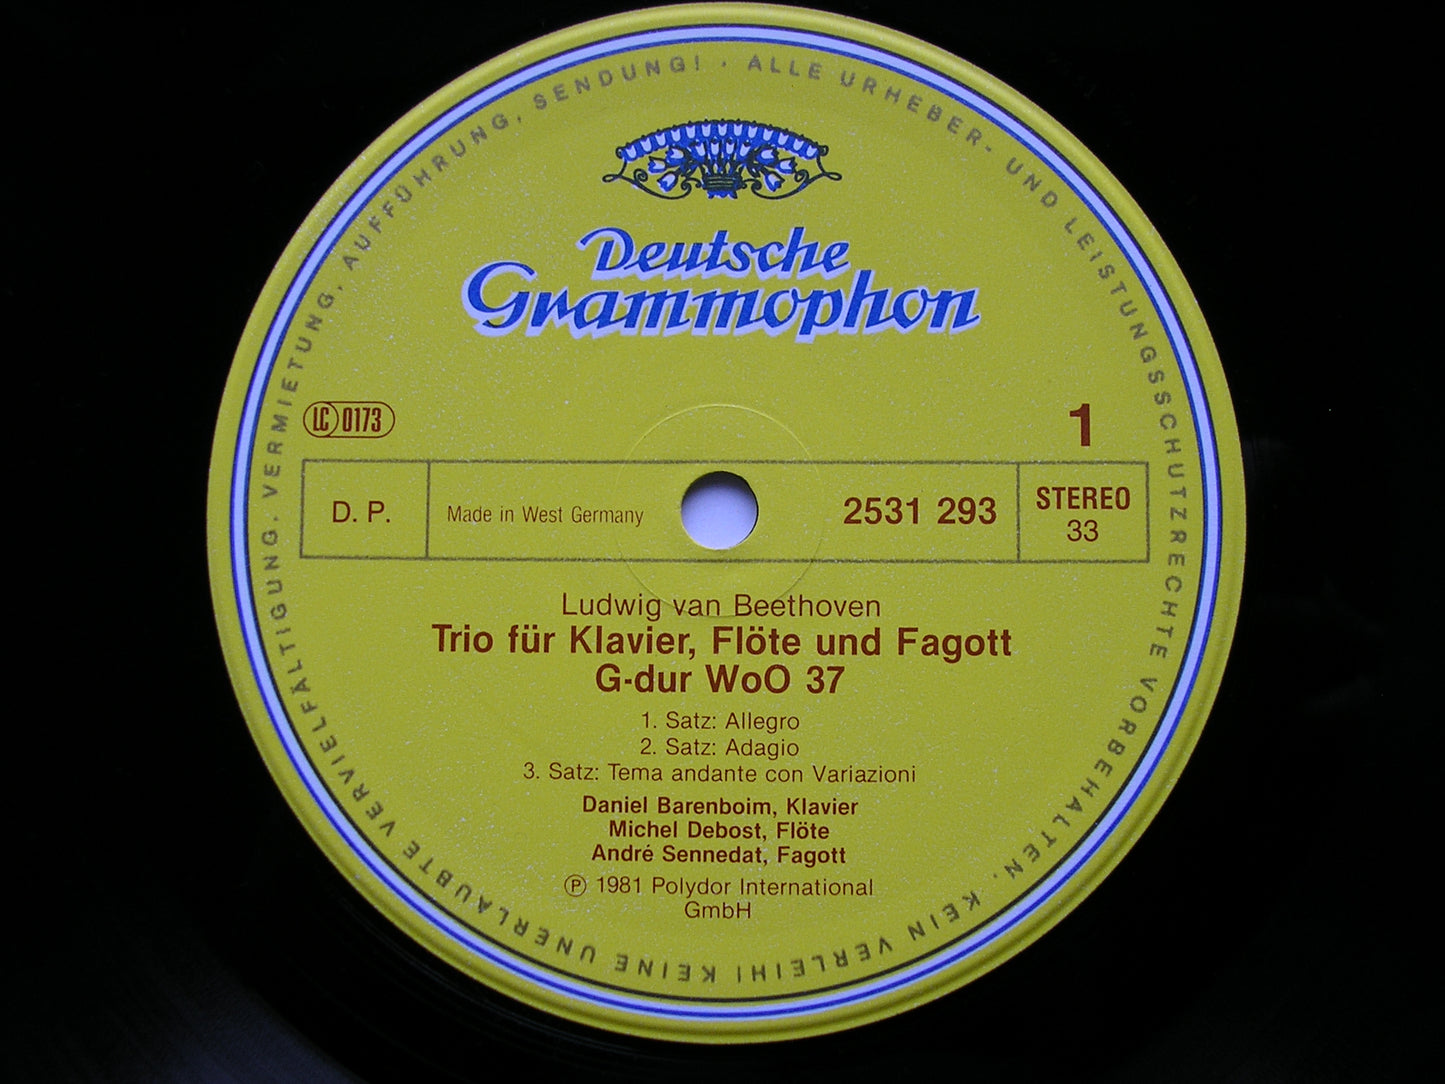 ALLE URHEBER- UND LEISTUNGSSCHUTZRECHTE VORBEHALTEN. KEIN VERLEIH! KEINE UNERLAUBTE VERVIELFÄLTIGUNG. VERMIETUNG, AUFFÜHRUNG, SENDUNG! ·
Deutsche
Grammophon
LC 0173
1
D. P.
Made in West Germany
2531 293
STEREO
33
Ludwig van Beethoven
Trio für Klavier, Flöte und Fagott
G-dur WoO 37
1. Satz: Allegro
2. Satz: Adagio
3. Satz: Tema andante con Variazioni
Daniel Barenboim, Klavier
Michel Debost, Flöte
André Sennedat, Fagott
Ⓟ 1981 Polydor International
GmbH